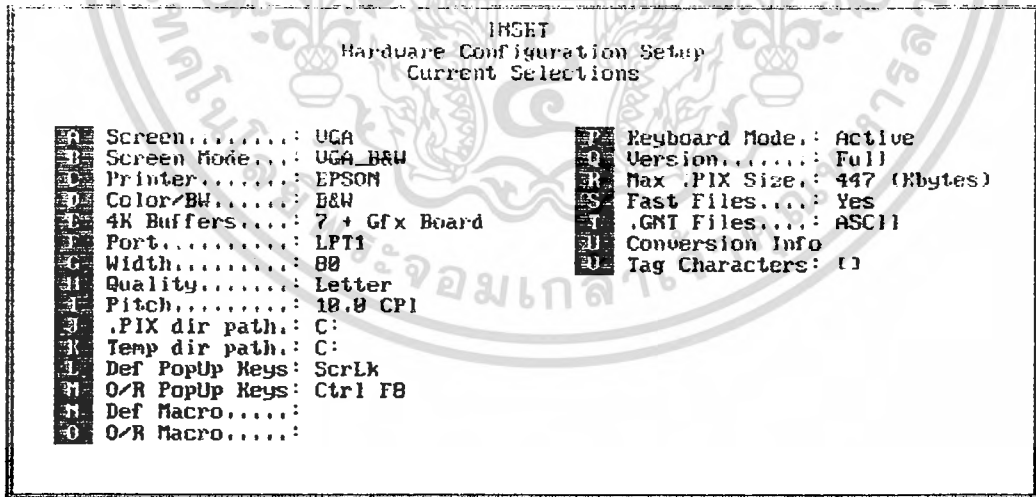 INSET
Hardware Configuration Setup
Current Selections
A Screen........: VGA
B Screen Mode...: VGA_B&W
C Printer.......: EPSON
D Color/BW......: B&W
E 4K Buffers....: 7 + Gfx Board
F Port..........: LPT1
G Width.........: 80
H Quality.......: Letter
I Pitch.........: 10.0 CPI
J .PIX dir path.: C:
K Temp dir path.: C:
L Def PopUp Keys: ScrLk
M O/R PopUp Keys: Ctrl F8
N Def Macro.....:
O O/R Macro.....:
P Keyboard Mode.: Active
Q Version.......: Full
R Max .PIX Size.: 447 (Kbytes)
S Fast Files....: Yes
T .GMT Files....: ASCII
U Conversion Info
V Tag Characters: []